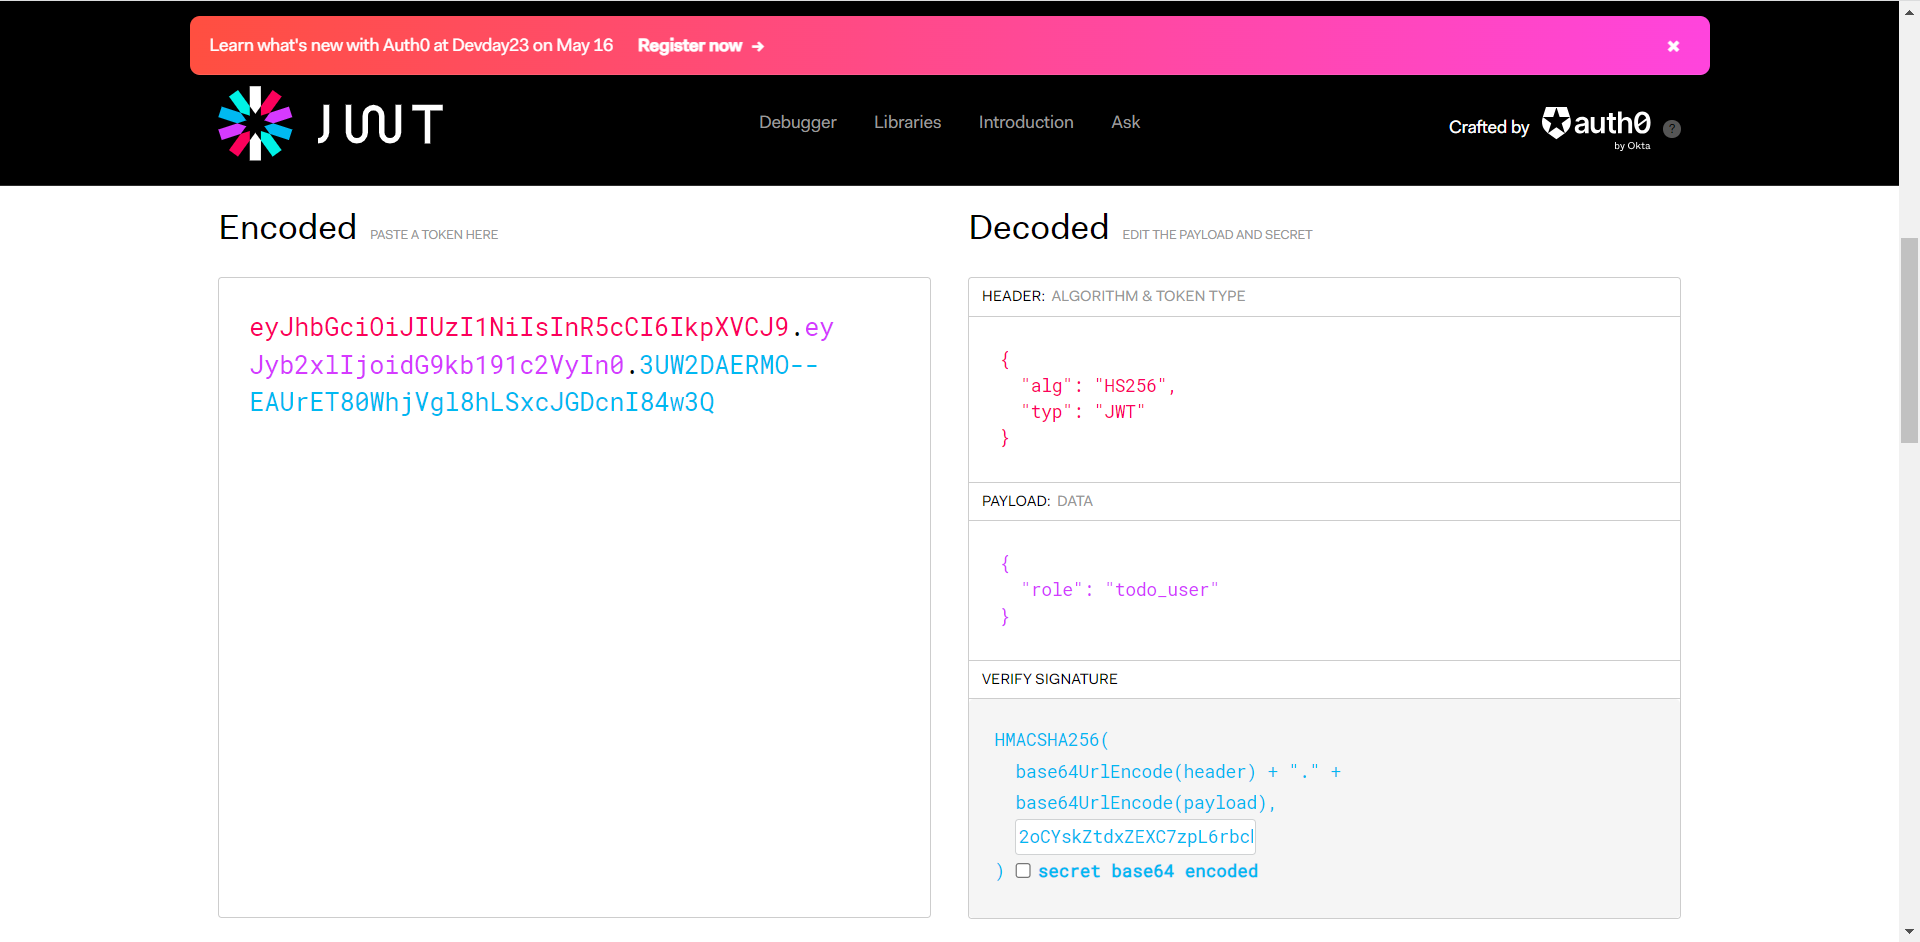 Learn what's new with Auth0 at Devday23 on May 16 Register now → ✖
JWT
Debugger Libraries Introduction Ask
Crafted by auth0 ?
by Okta
Encoded PASTE A TOKEN HERE
eyJhbGciOiJIUzI1NiIsInR5cCI6IkpXVCJ9.ey
Jyb2xlIjoidG9kb191c2VyIn0.3UW2DAERMO--
EAUrET80WhjVgl8hLSxcJGDcnI84w3Q
Decoded EDIT THE PAYLOAD AND SECRET
HEADER: ALGORITHM & TOKEN TYPE
{
"alg": "HS256",
"typ": "JWT"
}
PAYLOAD: DATA
{
"role": "todo_user"
}
VERIFY SIGNATURE
HMACSHA256(
base64UrlEncode(header) + "." +
base64UrlEncode(payload),
2oCYskZtdxZEXC7zpL6rbc
) secret base64 encoded